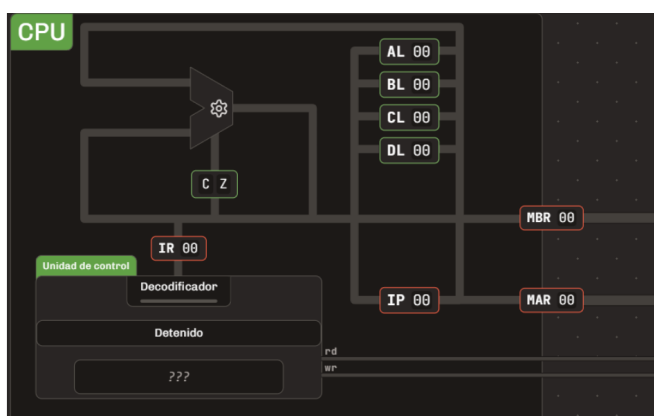 CPU
AL 00
BL 00
CL 00
DL 00
C Z
MBR 00
IR 00
Unidad de control
Decodificador
IP 00
MAR 00
Detenido
rd
wr
???